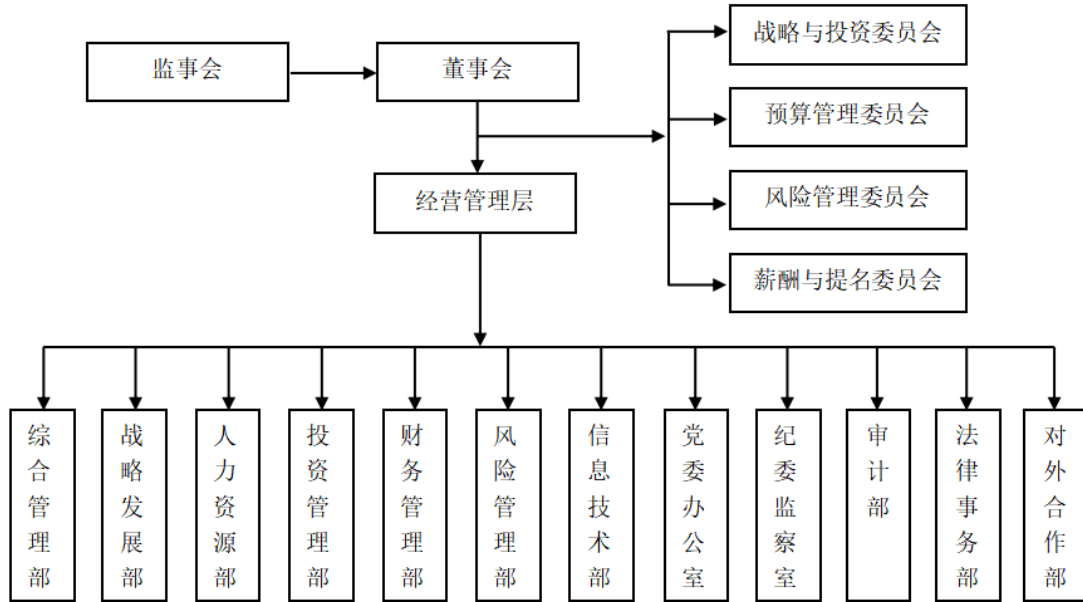 战略与投资委员会
监事会
董事会
预算管理委员会
经营管理层
风险管理委员会
薪酬与提名委员会
综合管理部
战略发展部
人力资源部
投资管理部
财务管理部
风险管理部
信息技术部
党委办公室
纪委监察室
审计部
法律事务部
对外合作部